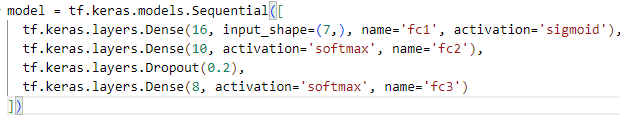 model = tf.keras.models.Sequential([
  tf.keras.layers.Dense(16, input_shape=(7,), name='fc1', activation='sigmoid'),
  tf.keras.layers.Dense(10, activation='softmax', name='fc2'),
  tf.keras.layers.Dropout(0.2),
  tf.keras.layers.Dense(8, activation='softmax', name='fc3')
])